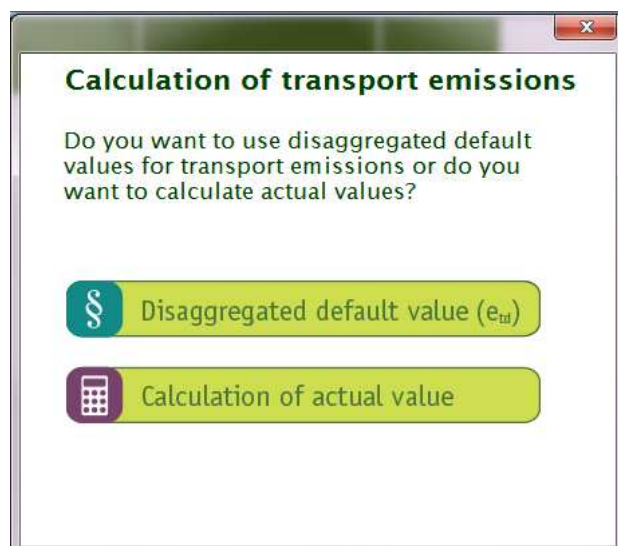 x
Calculation of transport emissions
Do you want to use disaggregated default
values for transport emissions or do you
want to calculate actual values?
§ Disaggregated default value (etd)
Calculation of actual value